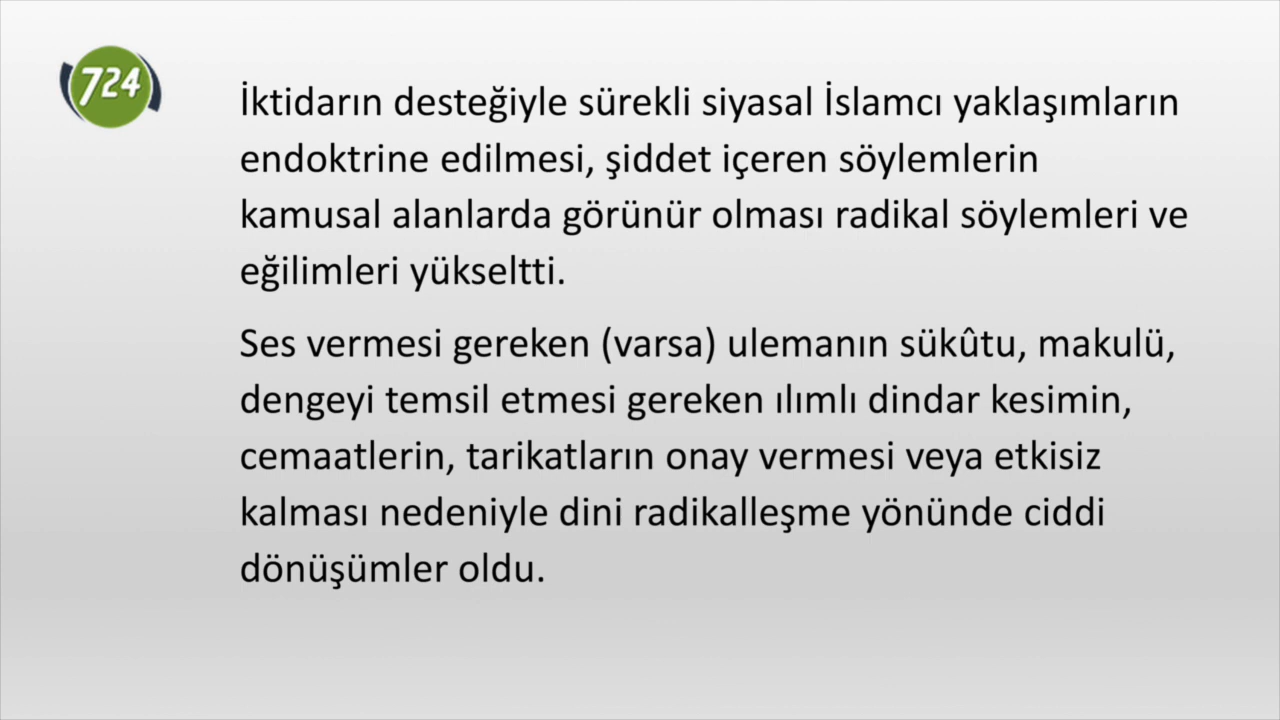 724
İktidarın desteğiyle sürekli siyasal İslamcı yaklaşımların
endoktrine edilmesi, şiddet içeren söylemlerin
kamusal alanlarda görünür olması radikal söylemleri ve
eğilimleri yükseltti.
Ses vermesi gereken (varsa) ulemanın sükûtu, makulü,
dengeyi temsil etmesi gereken ılımlı dindar kesimin,
cemaatlerin, tarikatların onay vermesi veya etkisiz
kalması nedeniyle dini radikalleşme yönünde ciddi
dönüşümler oldu.